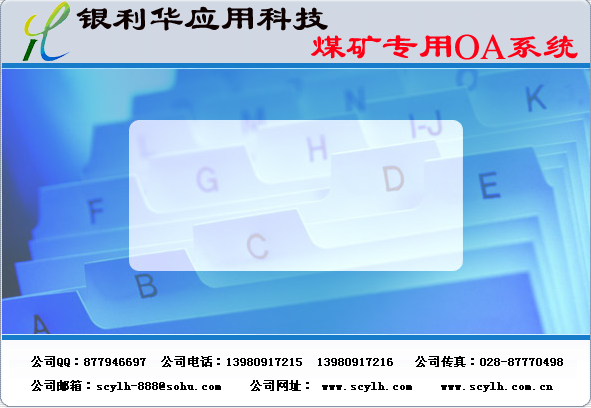 银利华应用科技
煤矿专用OA系统
K
I-J
N
M
L
H
G
F
E
D
C
B
A
公司QQ：877946697 公司电话：13980917215 13980917216 公司传真：028-87770498
公司邮箱：scylh-888@sohu.com 公司网址： www.scylh.com www.scylh.com.cn